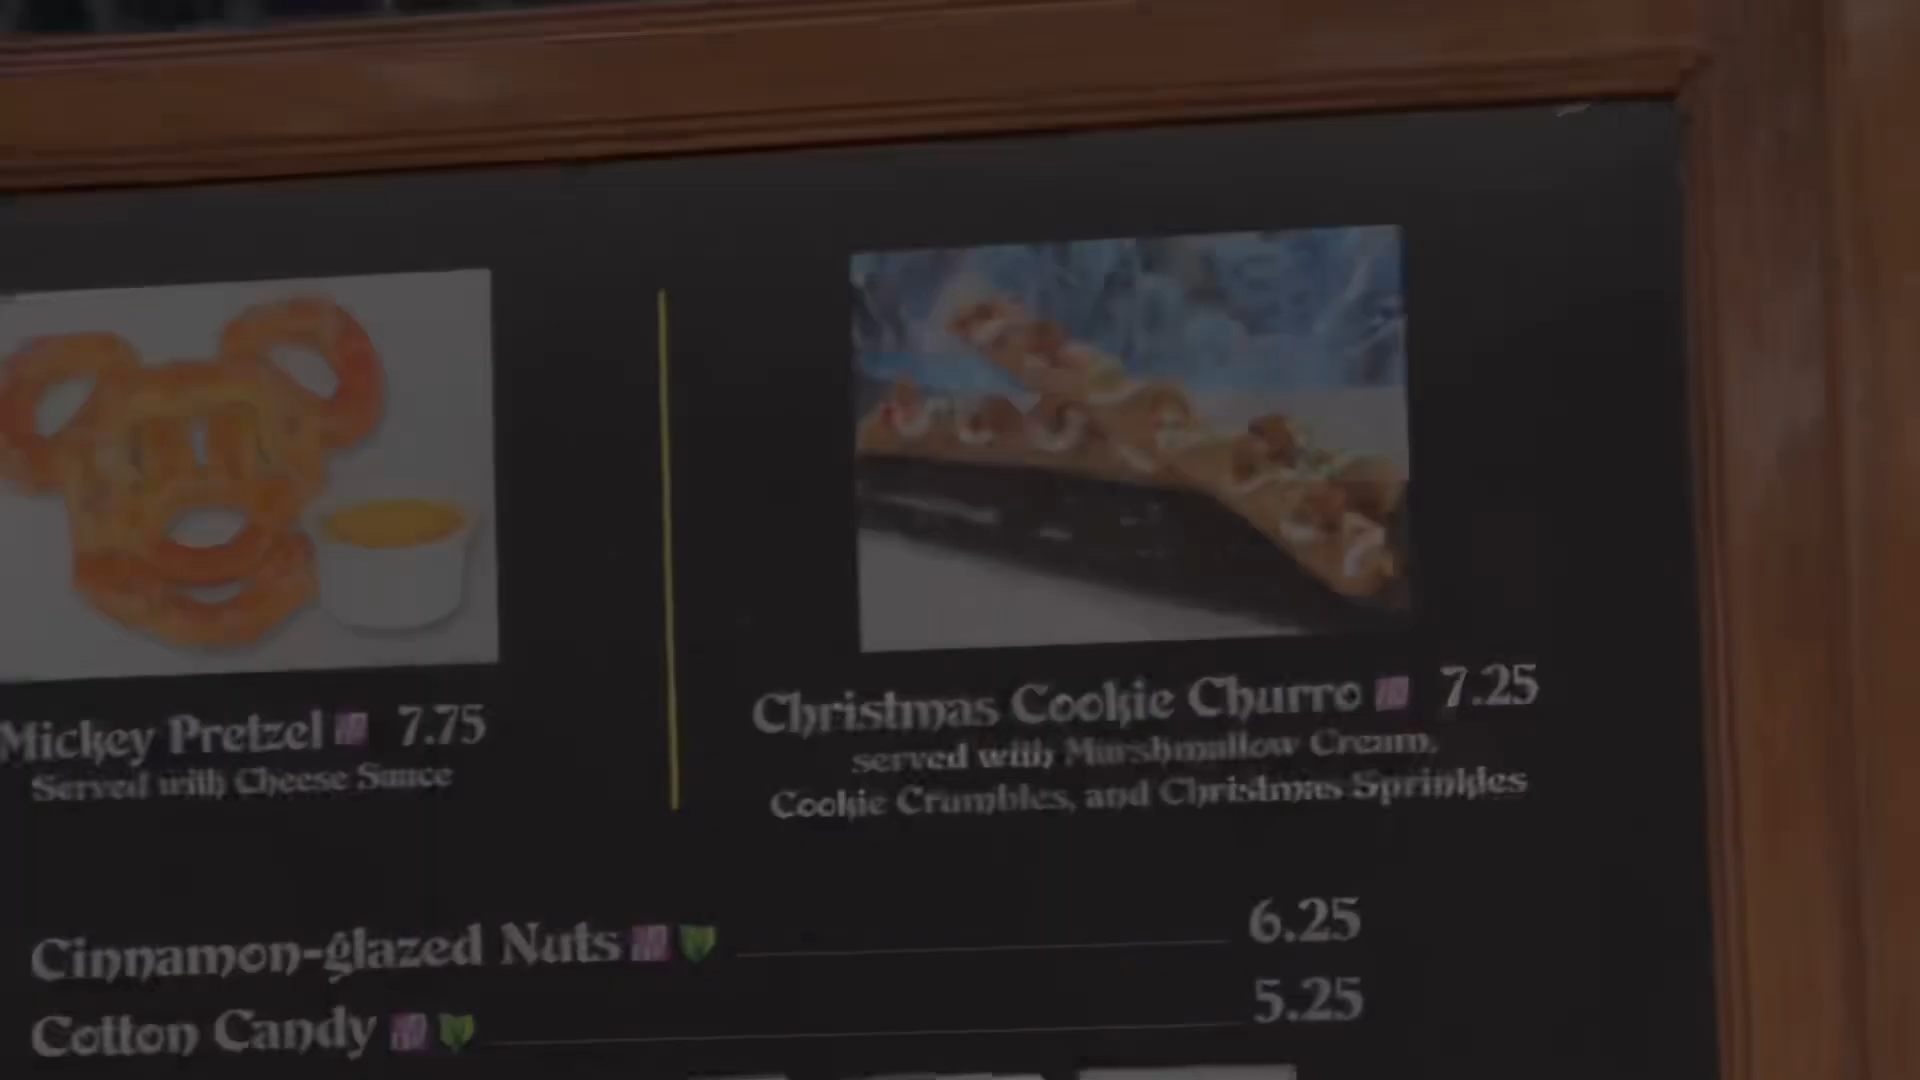 Mickey Pretzel 7.75
Served with Cheese Sauce
Christmas Cookie Churro 7.25
served with Marshmallow Cream,
Cookie Crumbles, and Christmas Sprinkles
Cinnamon-glazed Nuts 6.25
Cotton Candy 5.25